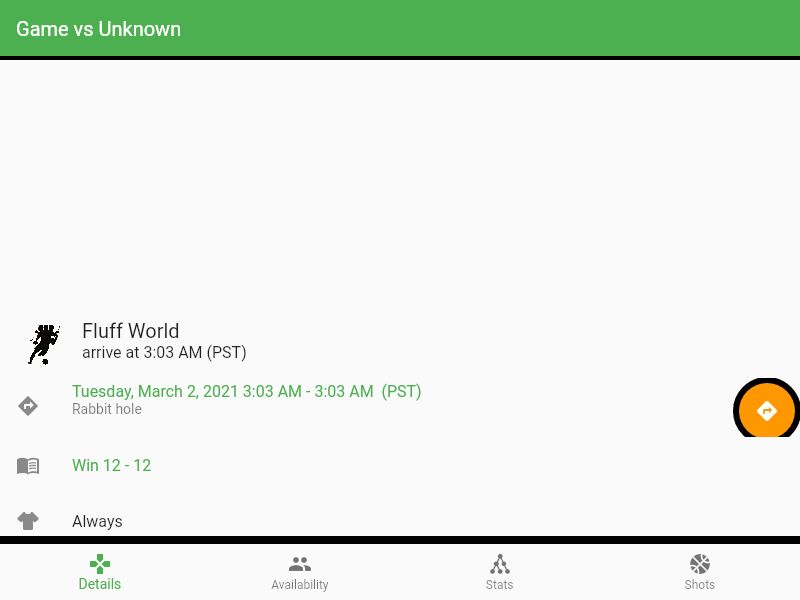 Game vs Unknown
Fluff World
arrive at 3:03 AM (PST)
Tuesday, March 2, 2021 3:03 AM - 3:03 AM (PST)
Rabbit hole
Win 12 - 12
Always
Details
Availability
Stats
Shots